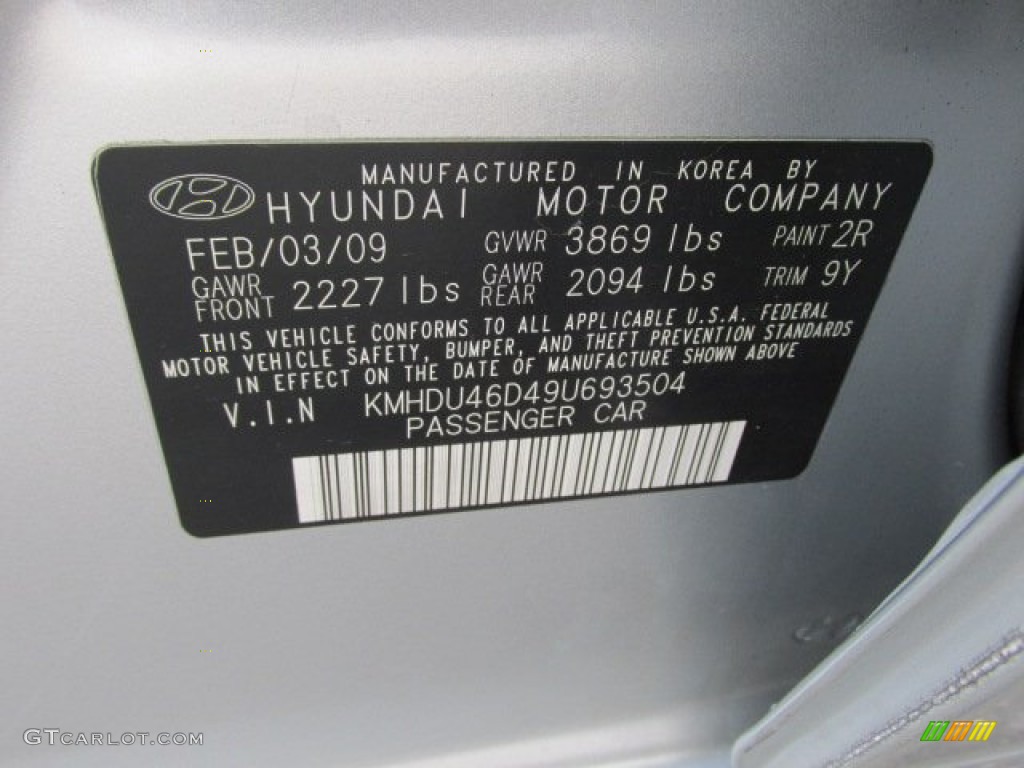 MANUFACTURED IN KOREA BY
HYUNDAI MOTOR COMPANY
FEB/03/09 GVWR 3869 lbs PAINT 2R
GAWR FRONT 2227 lbs GAWR REAR 2094 lbs TRIM 9Y
THIS VEHICLE CONFORMS TO ALL APPLICABLE U.S.A. FEDERAL
MOTOR VEHICLE SAFETY, BUMPER, AND THEFT PREVENTION STANDARDS
IN EFFECT ON THE DATE OF MANUFACTURE SHOWN ABOVE
V.I.N KMHDU46D49U693504
PASSENGER CAR
GTCARLOT.COM